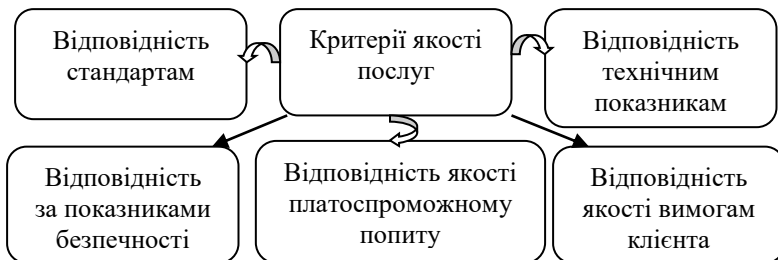 Відповідність
стандартам
Критерії якості
послуг
Відповідність
технічним
показникам
Відповідність
за показниками
безпечності
Відповідність якості
платоспроможному
попиту
Відповідність
якості вимогам
клієнта